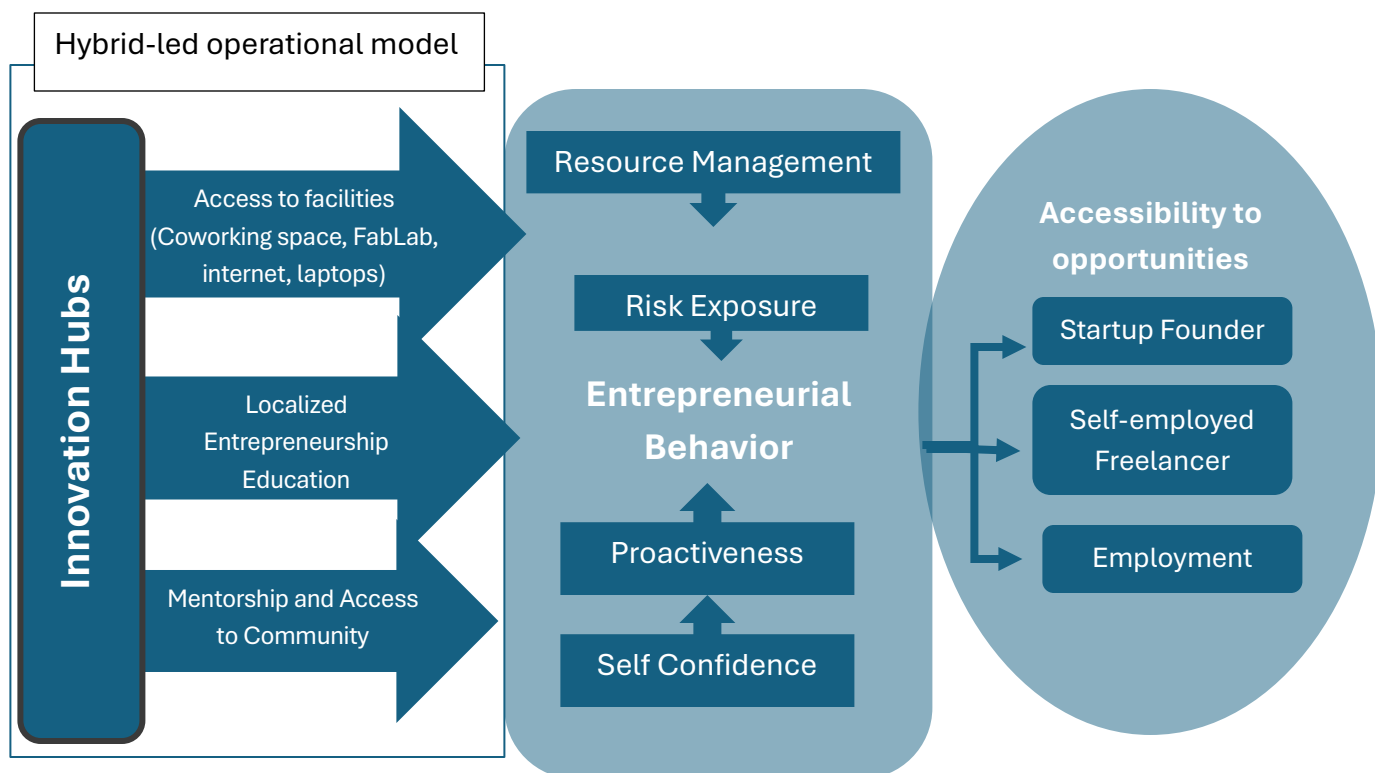 Hybrid-led operational model
Innovation Hubs
Access to facilities
(Coworking space, FabLab,
internet, laptops)
Localized
Entrepreneurship
Education
Mentorship and Access
to Community
Resource Management
Risk Exposure
Entrepreneurial
Behavior
Proactiveness
Self Confidence
Accessibility to
opportunities
Startup Founder
Self-employed
Freelancer
Employment